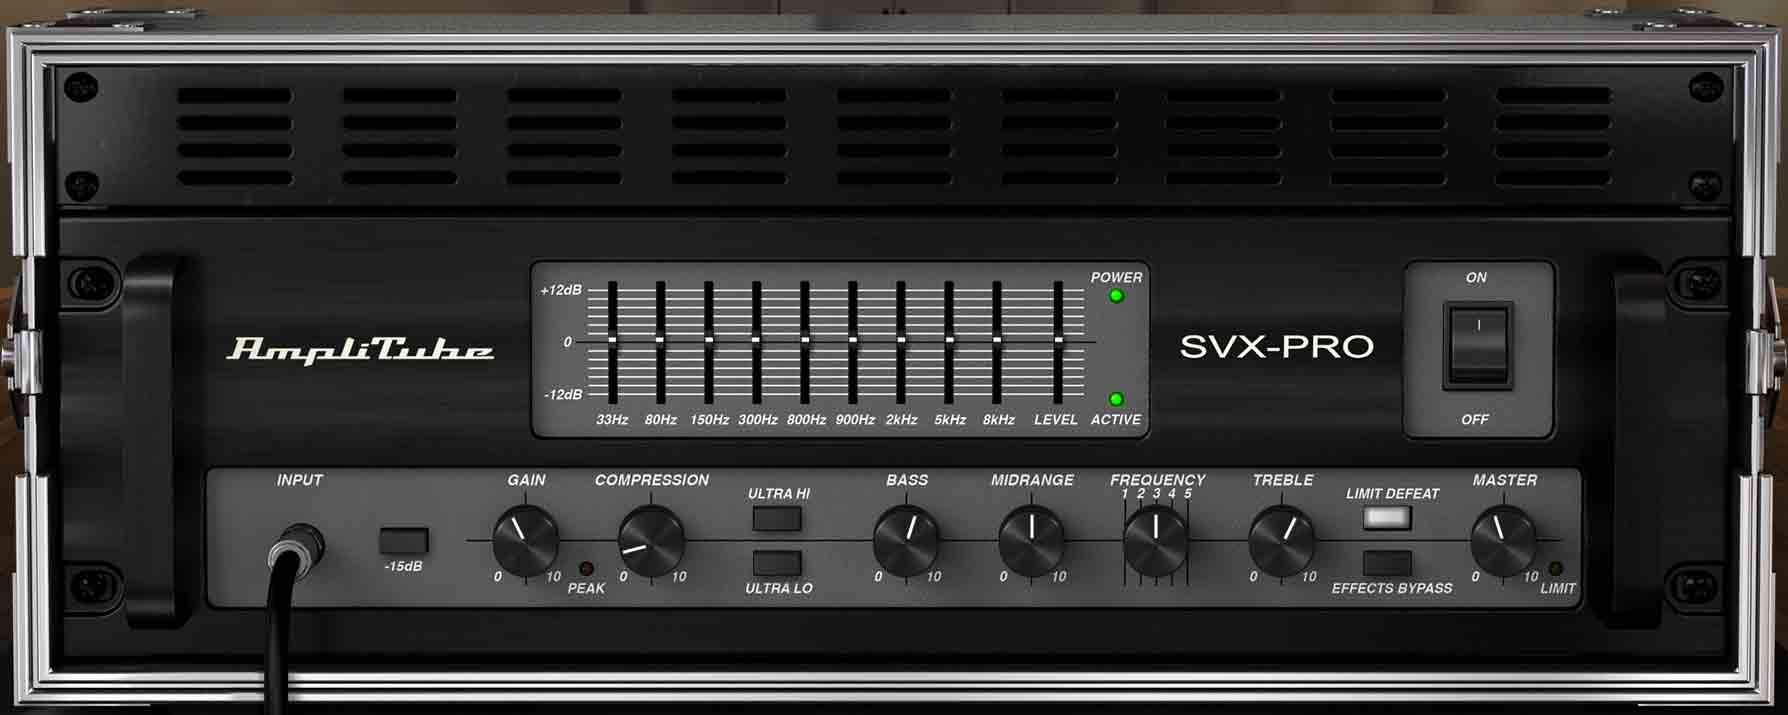 POWER
ON
+12dB
AmpliTube
0
SVX-PRO
-12dB
33Hz 80Hz 150Hz 300Hz 800Hz 900Hz 2kHz 5kHz 8kHz LEVEL ACTIVE
OFF
INPUT GAIN COMPRESSION BASS MIDRANGE FREQUENCY TREBLE MASTER
ULTRA HI 1 2 3 4 5 LIMIT DEFEAT
-15dB
0 10 0 10 0 10 0 10 0 10 0 10
PEAK ULTRA LO EFFECTS BYPASS LIMIT